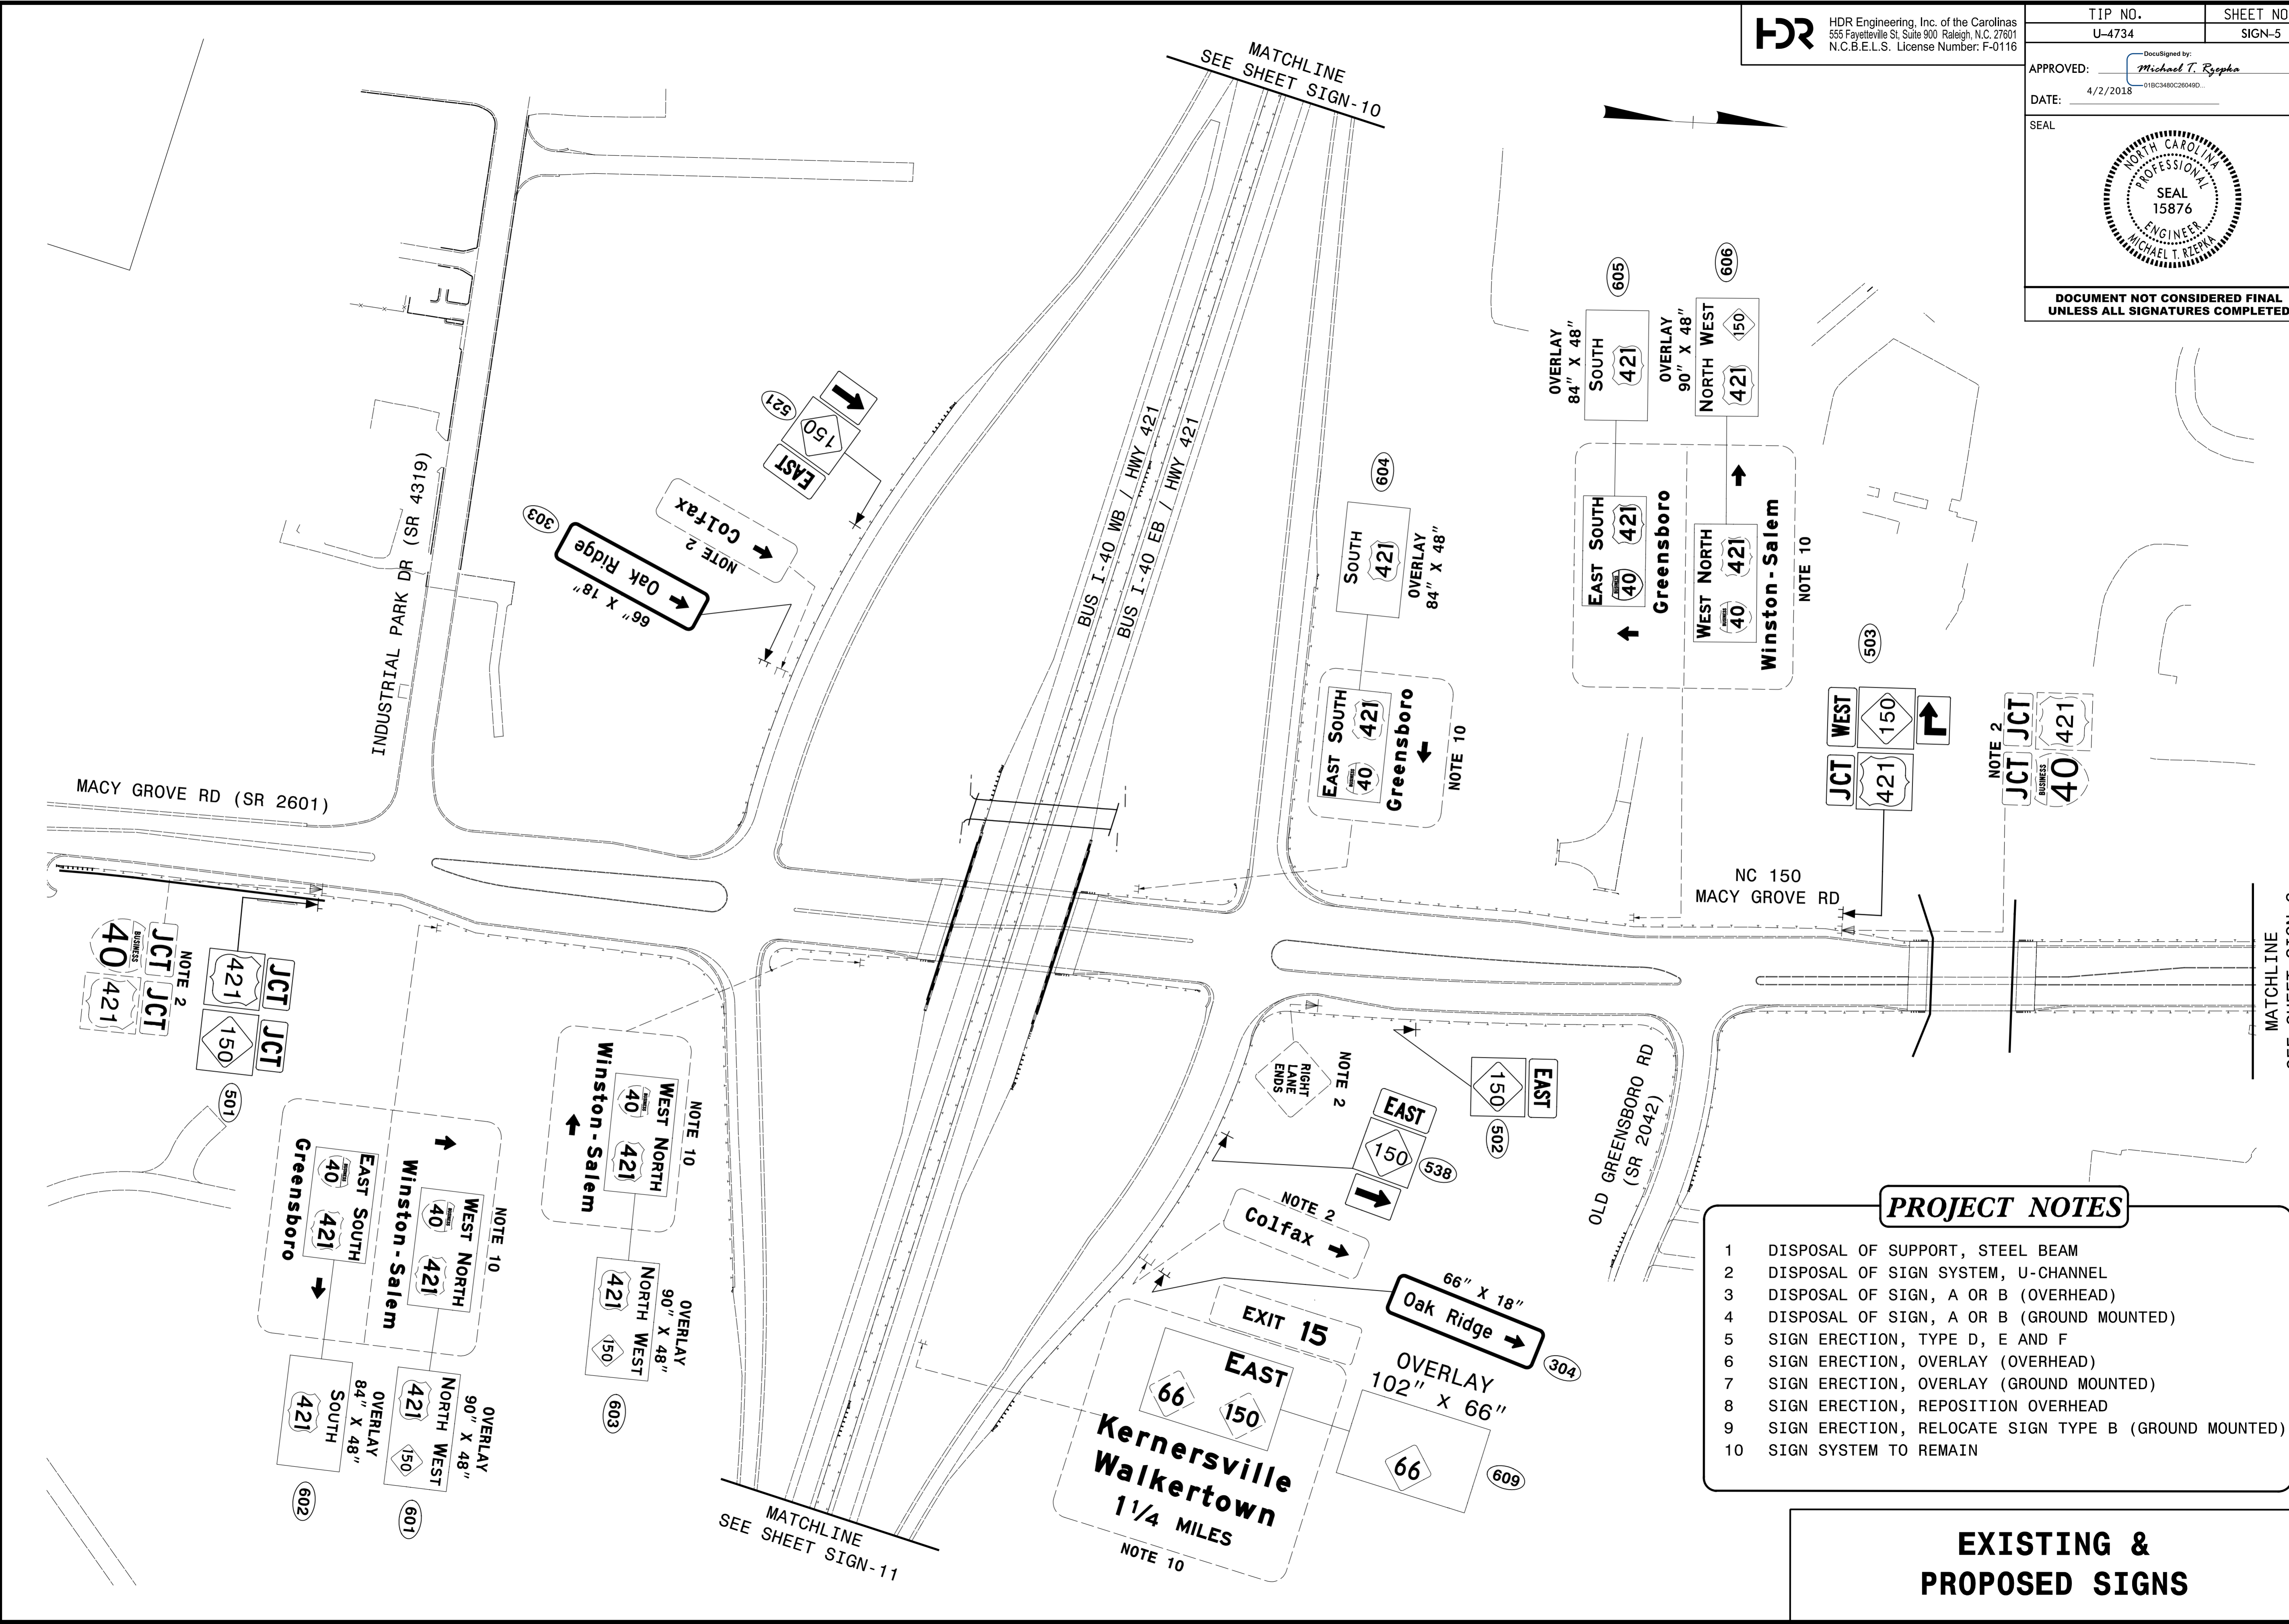 HDR
HDR Engineering, Inc. of the Carolinas
555 Fayetteville St, Suite 900 Raleigh, N.C. 27601
N.C.B.E.L.S. License Number: F-0116
TIP NO.
SHEET NO
U-4734
SIGN-5
DocuSigned by:
APPROVED:
Michael T. Rzepka
01BC3480C26049D...
DATE:
4/2/2018
SEAL
NORTH CAROLINA
PROFESSIONAL
SEAL
15876
ENGINEER
MICHAEL T. RZEPKA
DOCUMENT NOT CONSIDERED FINAL
UNLESS ALL SIGNATURES COMPLETED
MATCHLINE
SEE SHEET SIGN-10
INDUSTRIAL PARK DR (SR 4319)
MACY GROVE RD (SR 2601)
521
150
EAST
Colfax
NOTE 2
303
Oak Ridge
66" X 18"
BUS I-40 WB / HWY 421
BUS I-40 EB / HWY 421
604
SOUTH
421
OVERLAY
84" X 48"
EAST SOUTH
BUSINESS
40
421
Greensboro
NOTE 10
605
OVERLAY
84" X 48"
SOUTH
421
606
OVERLAY
90" X 48"
NORTH WEST
421
150
EAST SOUTH
BUSINESS
40
421
Greensboro
WEST NORTH
BUSINESS
40
421
Winston-Salem
NOTE 10
503
JCT
WEST
421
150
NOTE 2
JCT
JCT
BUSINESS
40
421
NC 150
MACY GROVE RD
MATCHLINE
NOTE 2
JCT
JCT
BUSINESS
40
421
JCT
JCT
421
150
501
NOTE 10
WEST NORTH
BUSINESS
40
421
Winston-Salem
EAST SOUTH
BUSINESS
40
421
Greensboro
OVERLAY
84" X 48"
SOUTH
421
602
OVERLAY
90" X 48"
NORTH WEST
421
150
601
NOTE 10
WEST NORTH
BUSINESS
40
421
Winston-Salem
OVERLAY
90" X 48"
NORTH WEST
421
150
603
NOTE 2
RIGHT
LANE
ENDS
EAST
150
502
EAST
150
538
OLD GREENSBORO RD
(SR 2042)
NOTE 2
Colfax
66" X 18"
Oak Ridge
304
EXIT 15
EAST
66
150
Kernersville
Walkertown
1 1/4 MILES
NOTE 10
OVERLAY
102" x 66"
66
609
MATCHLINE
SEE SHEET SIGN-11
PROJECT NOTES
1 DISPOSAL OF SUPPORT, STEEL BEAM
2 DISPOSAL OF SIGN SYSTEM, U-CHANNEL
3 DISPOSAL OF SIGN, A OR B (OVERHEAD)
4 DISPOSAL OF SIGN, A OR B (GROUND MOUNTED)
5 SIGN ERECTION, TYPE D, E AND F
6 SIGN ERECTION, OVERLAY (OVERHEAD)
7 SIGN ERECTION, OVERLAY (GROUND MOUNTED)
8 SIGN ERECTION, REPOSITION OVERHEAD
9 SIGN ERECTION, RELOCATE SIGN TYPE B (GROUND MOUNTED)
10 SIGN SYSTEM TO REMAIN
EXISTING &
PROPOSED SIGNS